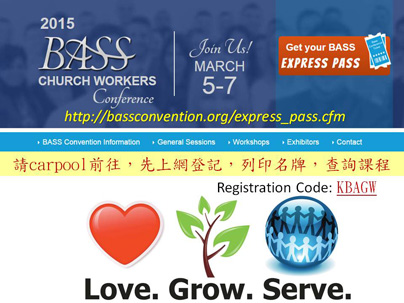 2015
BASS
CHURCH WORKERS
Conference
Join Us!
MARCH
5-7
Get your BASS
EXPRESS PASS
http://bassconvention.org/express_pass.cfm
BASS Convention Information
General Sessions
Workshops
Exhibitors
Contact
請carpool前往，先上網登記，列印名牌，查詢課程
Registration Code: KBAGW
Love. Grow. Serve.